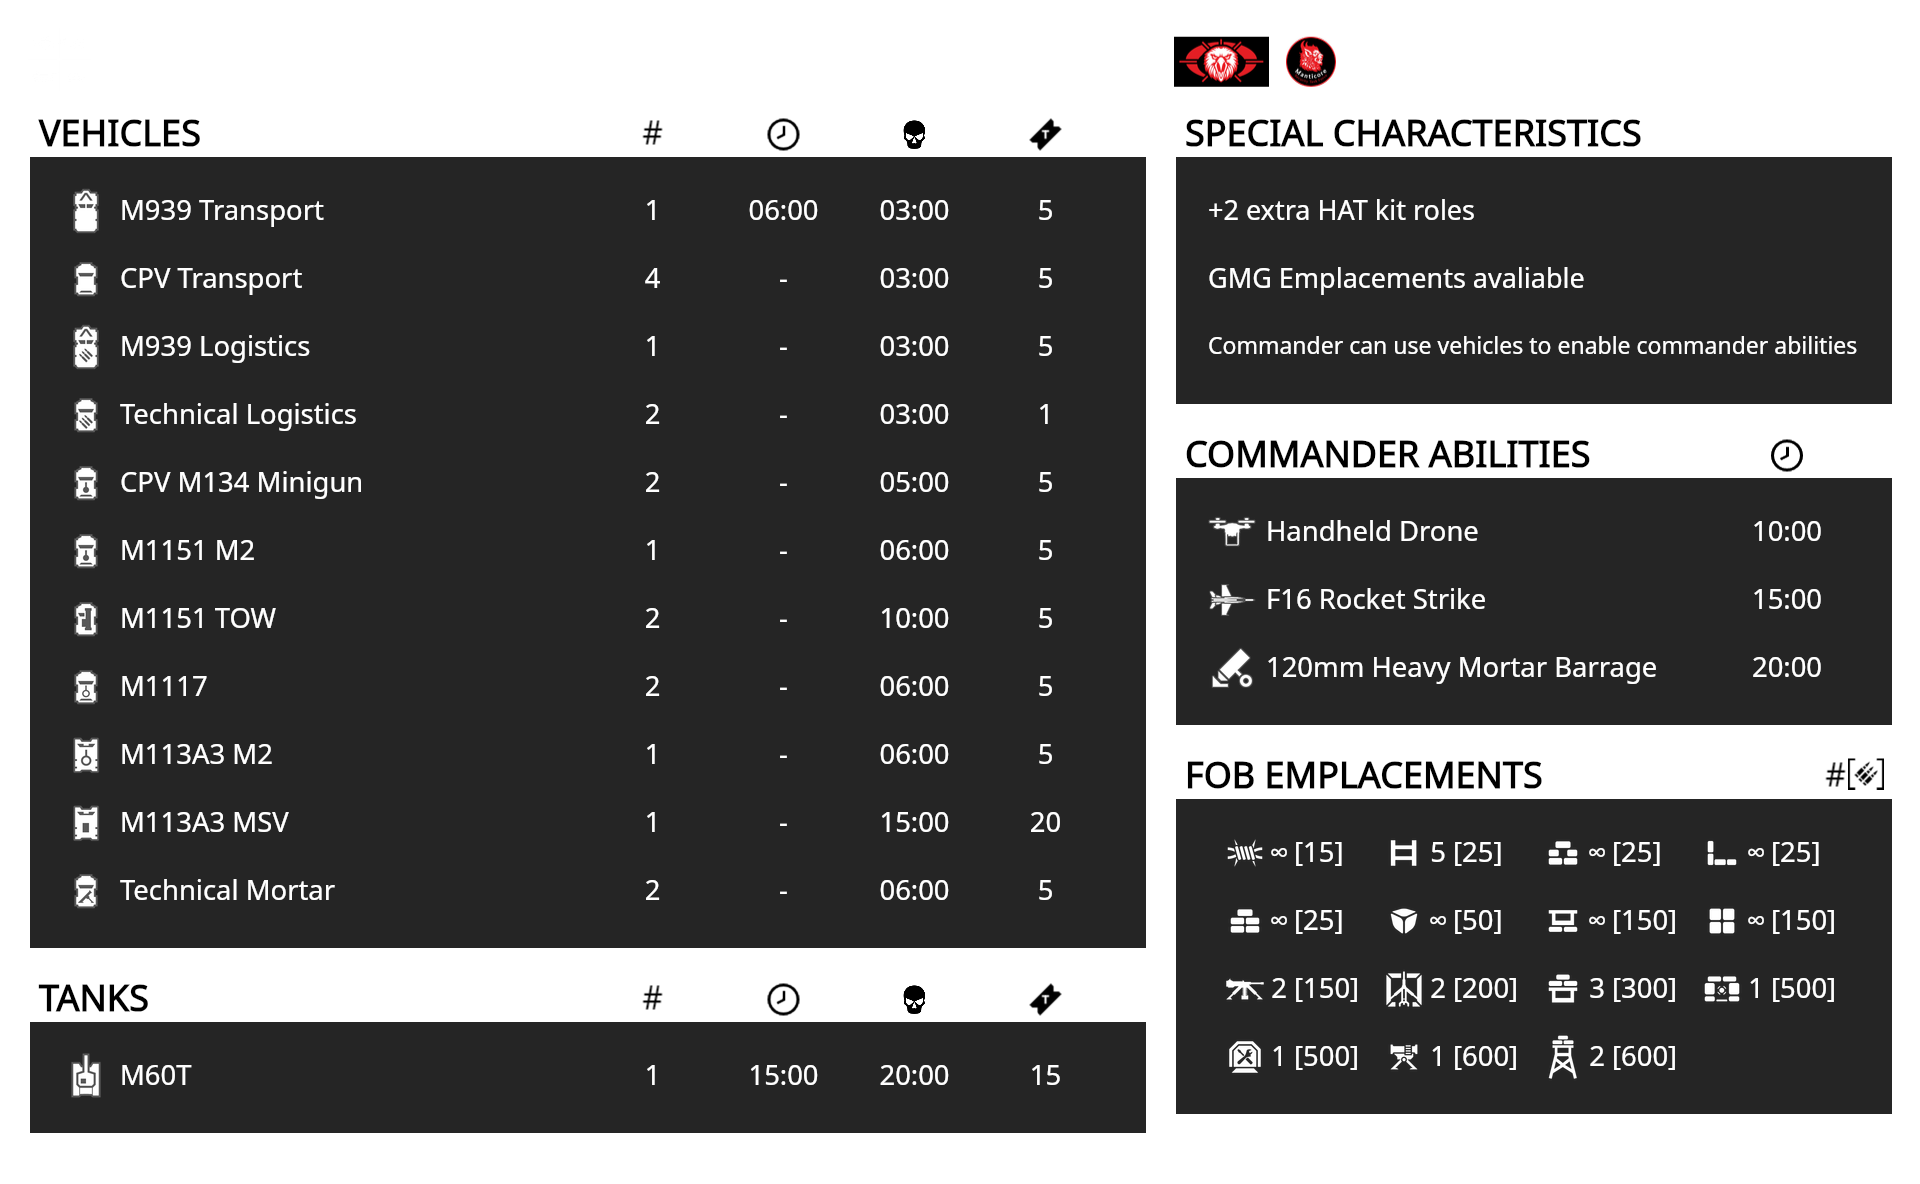 Manticore
VEHICLES #
M939 Transport 1 06:00 03:00 5
CPV Transport 4 - 03:00 5
M939 Logistics 1 - 03:00 5
Technical Logistics 2 - 03:00 1
CPV M134 Minigun 2 - 05:00 5
M1151 M2 1 - 06:00 5
M1151 TOW 2 - 10:00 5
M1117 2 - 06:00 5
M113A3 M2 1 - 06:00 5
M113A3 MSV 1 - 15:00 20
Technical Mortar 2 - 06:00 5
TANKS #
M60T 1 15:00 20:00 15
SPECIAL CHARACTERISTICS
+2 extra HAT kit roles
GMG Emplacements avaliable
Commander can use vehicles to enable commander abilities
COMMANDER ABILITIES
Handheld Drone 10:00
F16 Rocket Strike 15:00
120mm Heavy Mortar Barrage 20:00
FOB EMPLACEMENTS #[]
∞ [15] 5 [25] ∞ [25] ∞ [25]
∞ [25] ∞ [50] ∞ [150] ∞ [150]
2 [150] 2 [200] 3 [300] 1 [500]
1 [500] 1 [600] 2 [600]